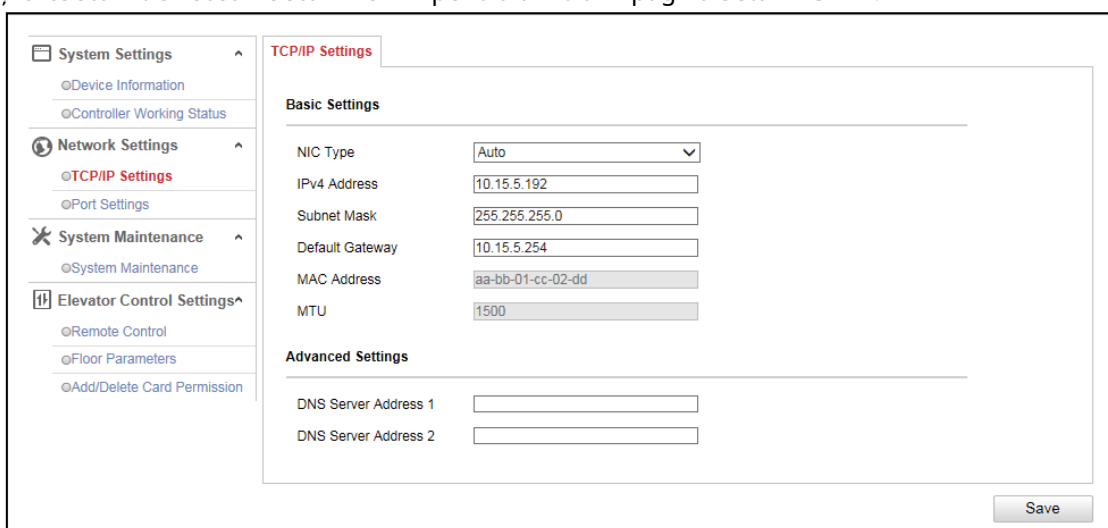 System Settings
Device Information
Controller Working Status
Network Settings
TCP/IP Settings
Port Settings
System Maintenance
System Maintenance
Elevator Control Settings
Remote Control
Floor Parameters
Add/Delete Card Permission
TCP/IP Settings
Basic Settings
NIC Type Auto
IPv4 Address 10.15.5.192
Subnet Mask 255.255.255.0
Default Gateway 10.15.5.254
MAC Address aa-bb-01-cc-02-dd
MTU 1500
Advanced Settings
DNS Server Address 1
DNS Server Address 2
Save